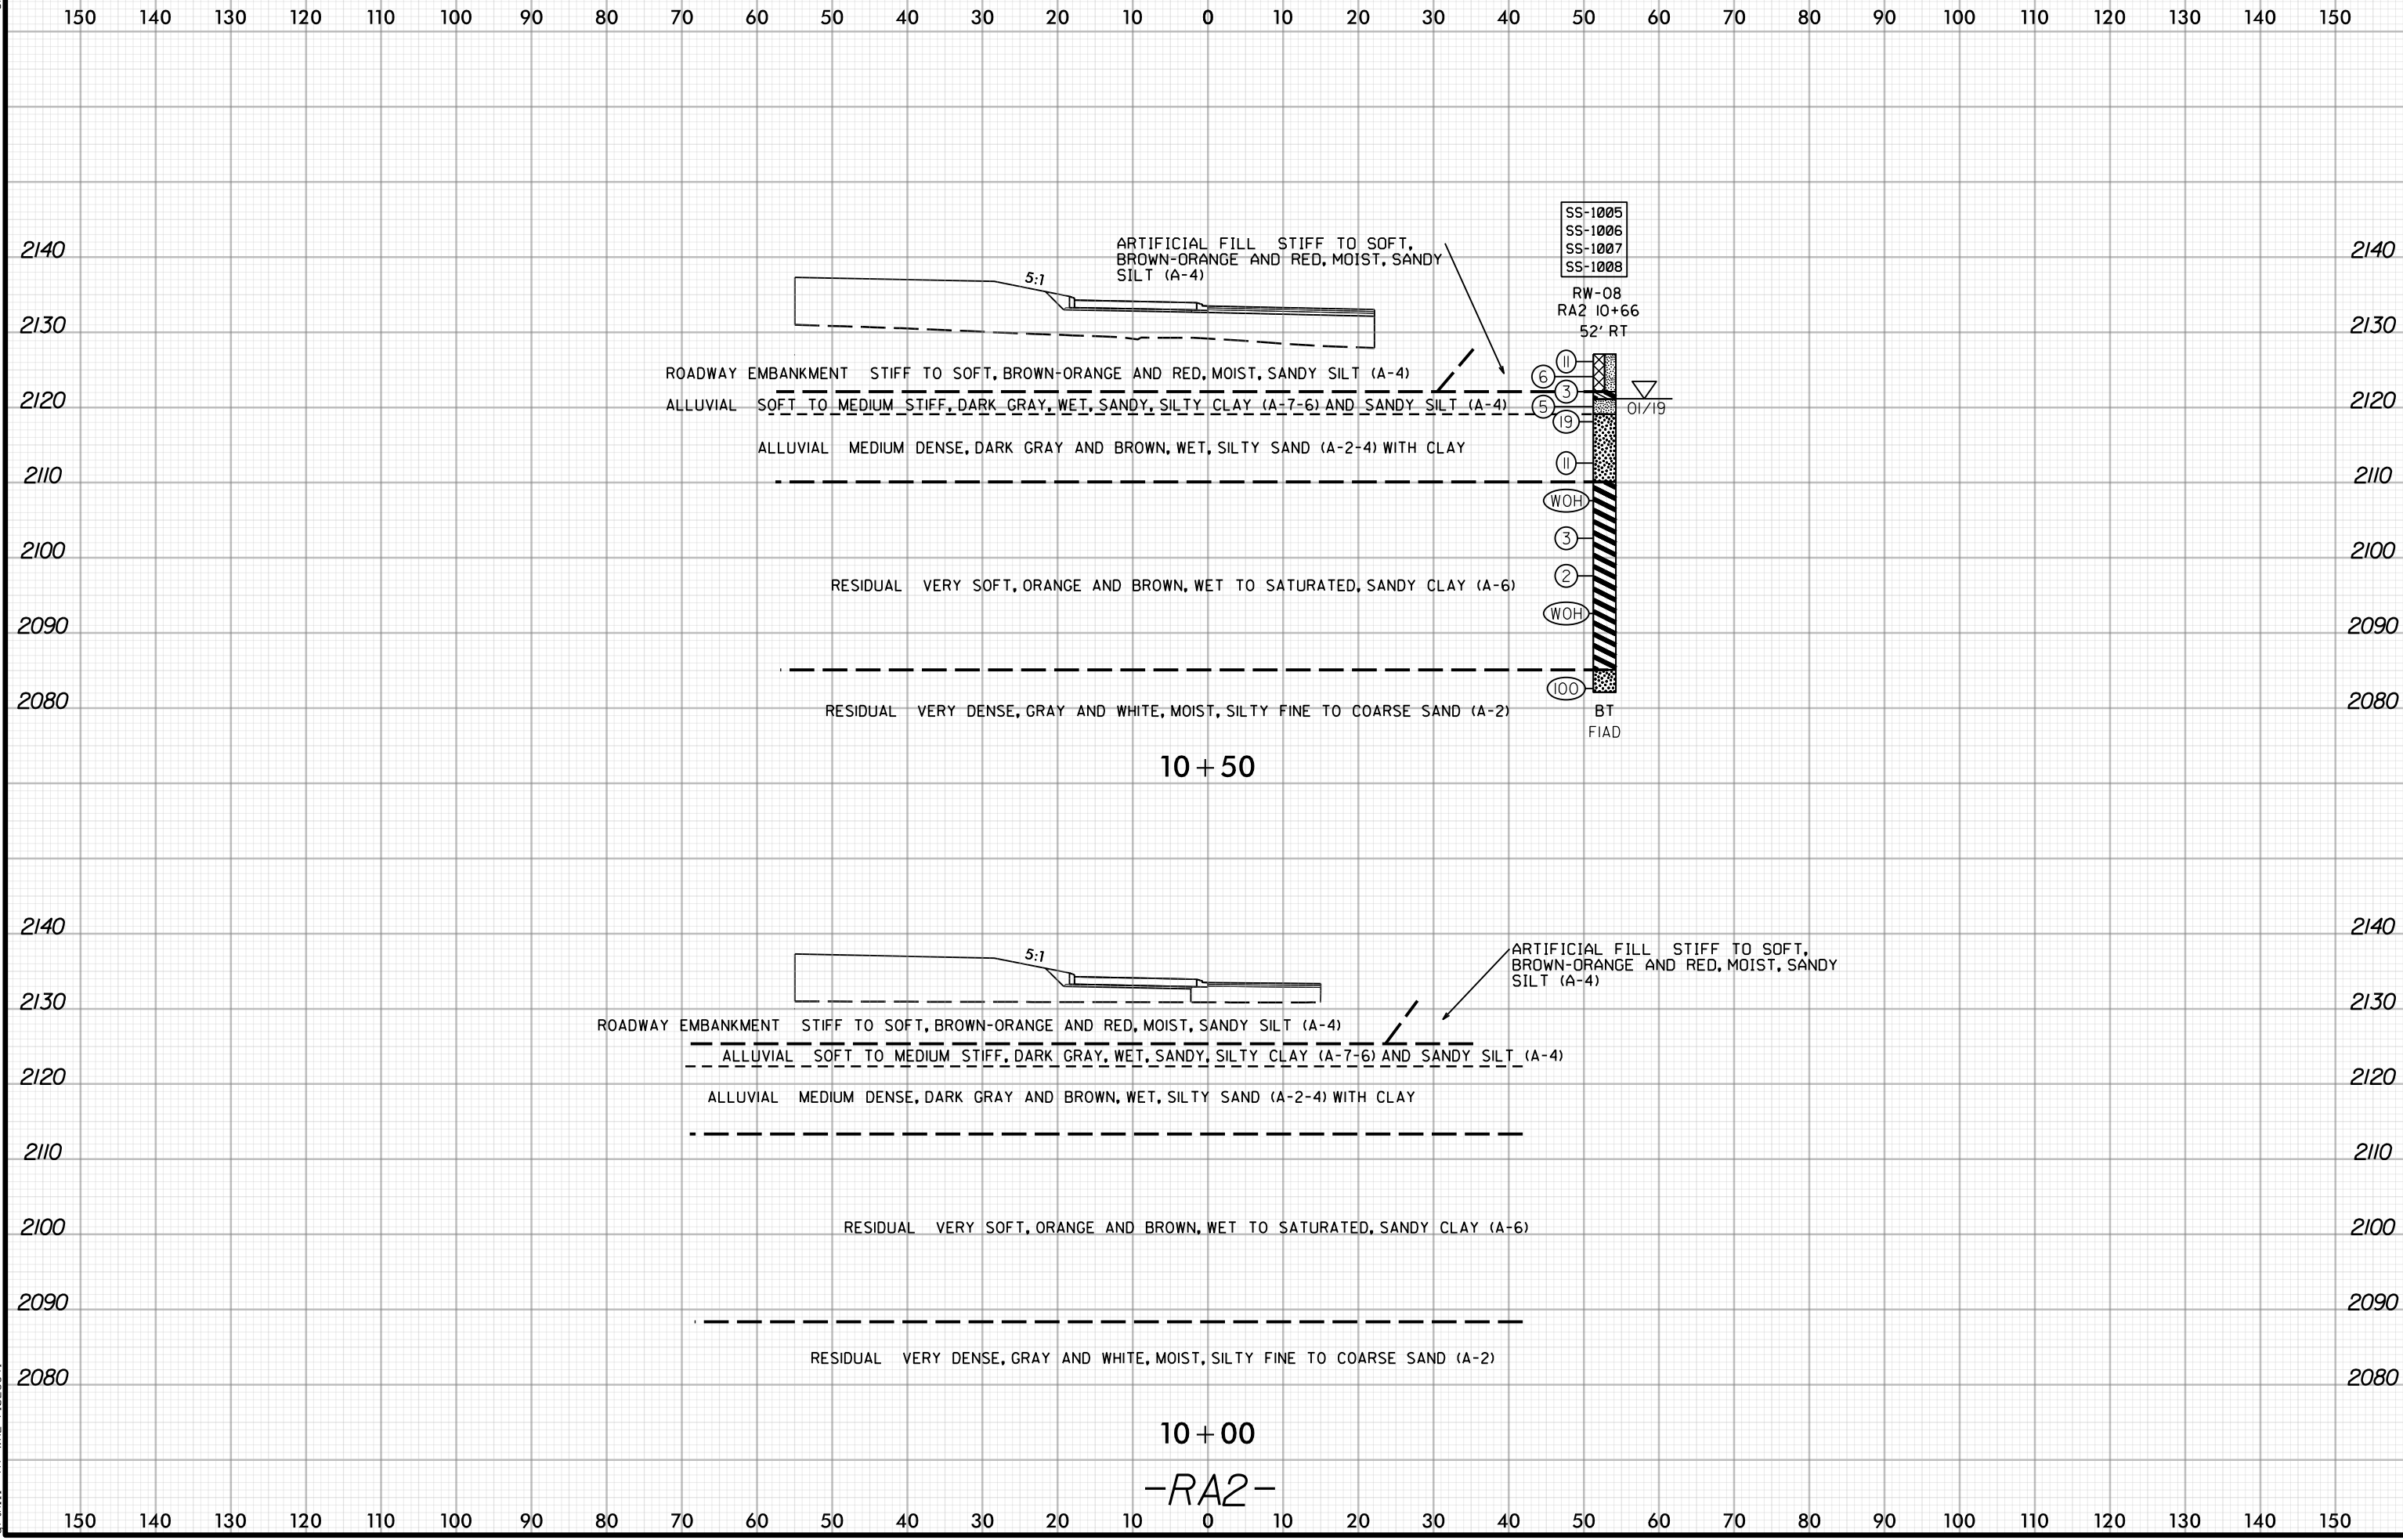 150 140 130 120 110 100 90 80 70 60 50 40 30 20 10 0 10 20 30 40 50 60 70 80 90 100 110 120 130 140 150
SS-1005
SS-1006
SS-1007
SS-1008
2140 2140
ARTIFICIAL FILL STIFF TO SOFT,
BROWN-ORANGE AND RED, MOIST, SANDY
SILT (A-4)
5:1
RW-08
RA2 10+66
52' RT
2130 2130
11
ROADWAY EMBANKMENT STIFF TO SOFT, BROWN-ORANGE AND RED, MOIST, SANDY SILT (A-4)
6
3
2120 2120
ALLUVIAL SOFT TO MEDIUM STIFF, DARK GRAY, WET, SANDY, SILTY CLAY (A-7-6) AND SANDY SILT (A-4)
5
01/19
19
ALLUVIAL MEDIUM DENSE, DARK GRAY AND BROWN, WET, SILTY SAND (A-2-4) WITH CLAY
11
2110 2110
WOH
3
2100 2100
2
RESIDUAL VERY SOFT, ORANGE AND BROWN, WET TO SATURATED, SANDY CLAY (A-6)
WOH
2090 2090
100
2080 2080
RESIDUAL VERY DENSE, GRAY AND WHITE, MOIST, SILTY FINE TO COARSE SAND (A-2)
BT
FIAD
10+50
2140 2140
ARTIFICIAL FILL STIFF TO SOFT,
BROWN-ORANGE AND RED, MOIST, SANDY
SILT (A-4)
5:1
2130 2130
ROADWAY EMBANKMENT STIFF TO SOFT, BROWN-ORANGE AND RED, MOIST, SANDY SILT (A-4)
ALLUVIAL SOFT TO MEDIUM STIFF, DARK GRAY, WET, SANDY, SILTY CLAY (A-7-6) AND SANDY SILT (A-4)
2120 2120
ALLUVIAL MEDIUM DENSE, DARK GRAY AND BROWN, WET, SILTY SAND (A-2-4) WITH CLAY
2110 2110
2100 2100
RESIDUAL VERY SOFT, ORANGE AND BROWN, WET TO SATURATED, SANDY CLAY (A-6)
2090 2090
RESIDUAL VERY DENSE, GRAY AND WHITE, MOIST, SILTY FINE TO COARSE SAND (A-2)
2080 2080
10+00
-RA2-
150 140 130 120 110 100 90 80 70 60 50 40 30 20 10 0 10 20 30 40 50 60 70 80 90 100 110 120 130 140 150